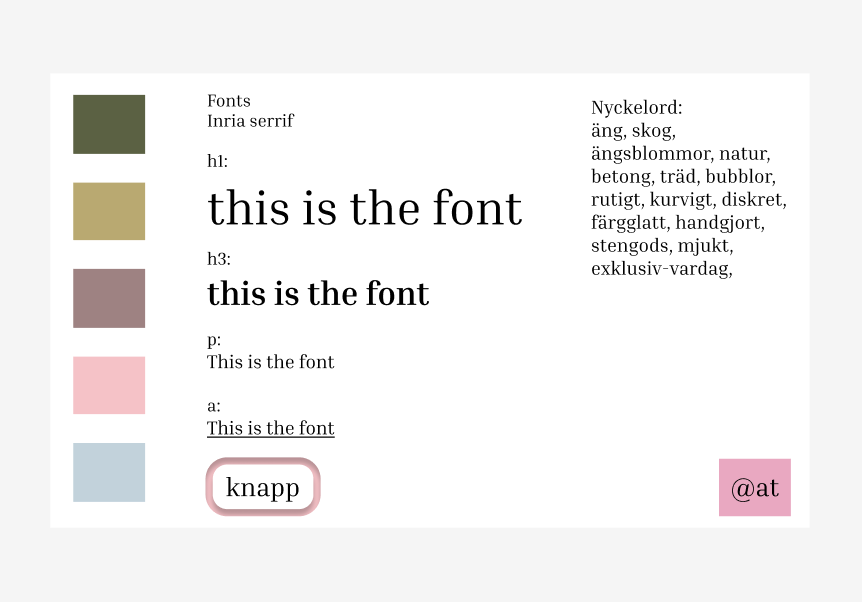 Fonts
Inria serrif
h1:
this is the font
h3:
this is the font
p:
This is the font
a:
This is the font
knapp
Nyckelord:
äng, skog,
ängsblommor, natur,
betong, träd, bubblor,
rutigt, kurvigt, diskret,
färgglatt, handgjort,
stengods, mjukt,
exklusiv-vardag,
@at